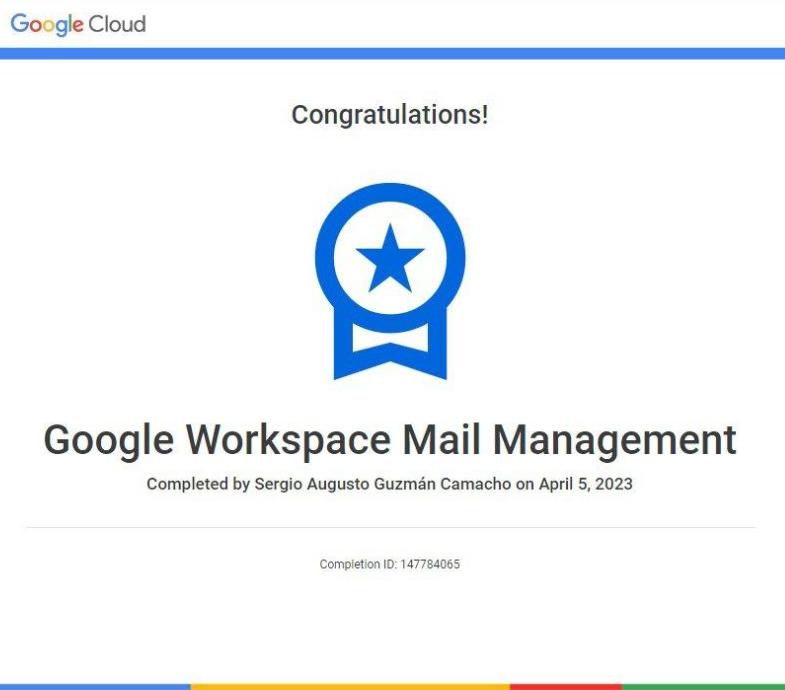 Google Cloud
Congratulations!
Google Workspace Mail Management
Completed by Sergio Augusto Guzmán Camacho on April 5, 2023
Completion ID: 147784065